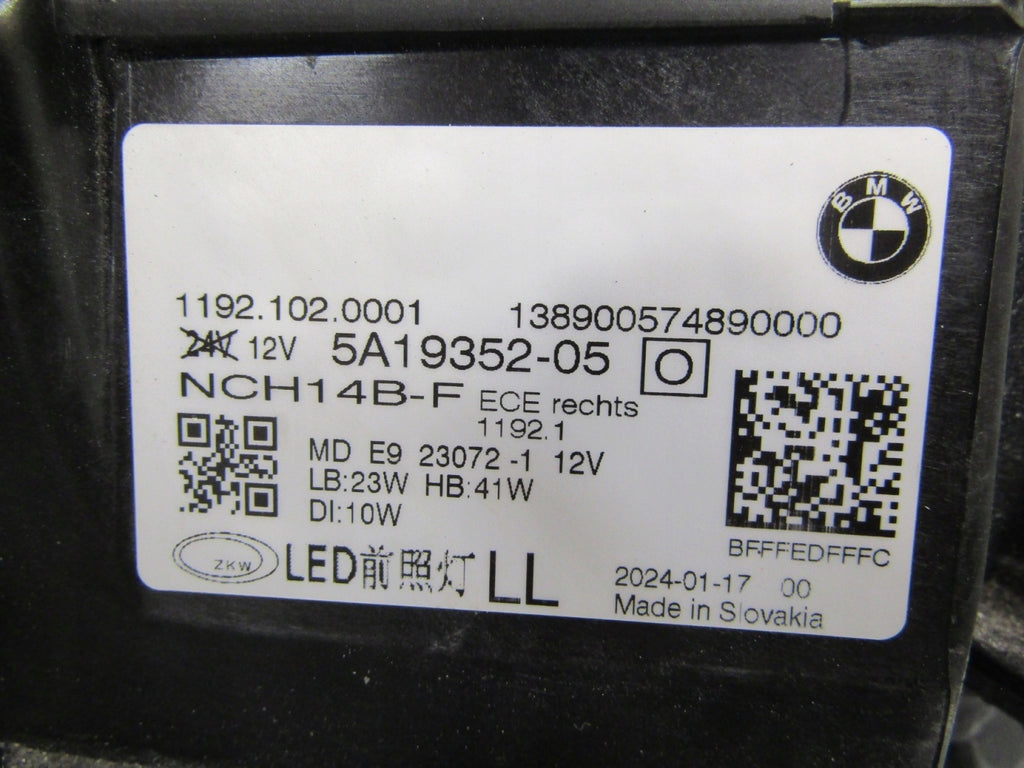 BMW
1192.102.0001 138900574890000
24V 12V 5A19352-05 O
NCH14B-F ECE rechts
1192.1
MD E9 23072 -1 12V
LB:23W HB:41W
DI:10W
BFFFFEDFFFC
ZKW LED前照灯 LL
2024-01-17 00
Made in Slovakia